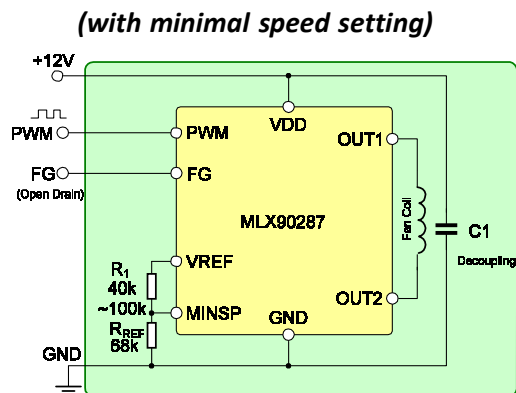 (with minimal speed setting)
+12V
VDD
PWM
PWM
OUT1
FG
(Open Drain)
FG
Fan Coil
MLX90287
C1
Decoupling
VREF
R1
40k
~100k
MINSP
OUT2
RREF
68k
GND
GND